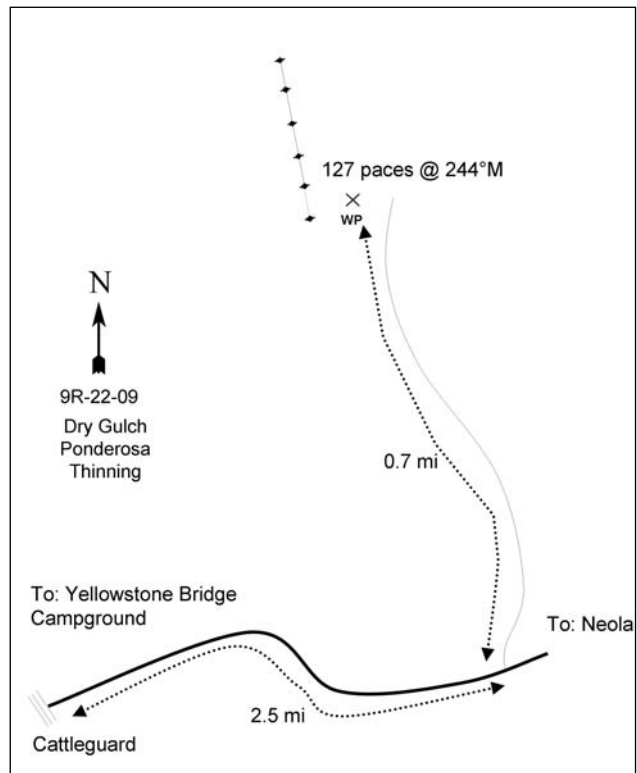 127 paces @ 244°M
WP
N
9R-22-09
Dry Gulch
Ponderosa
Thinning
0.7 mi
To: Yellowstone Bridge
Campground
To: Neola
2.5 mi
Cattleguard